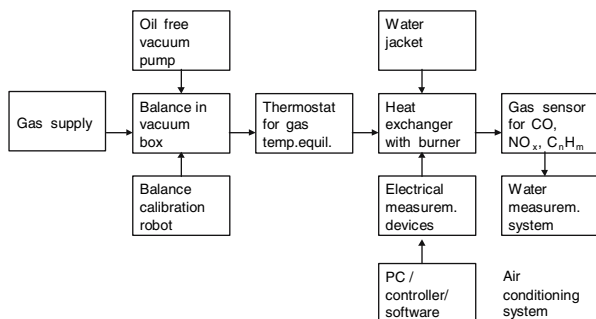 Oil free
vacuum
pump
Water
jacket
Gas supply
Balance in
vacuum
box
Thermostat
for gas
temp.equil.
Heat
exchanger
with burner
Gas sensor
for CO,
NOx, CnHm
Balance
calibration
robot
Electrical
measurem.
devices
Water
measurem.
system
PC /
controller/
software
Air
conditioning
system